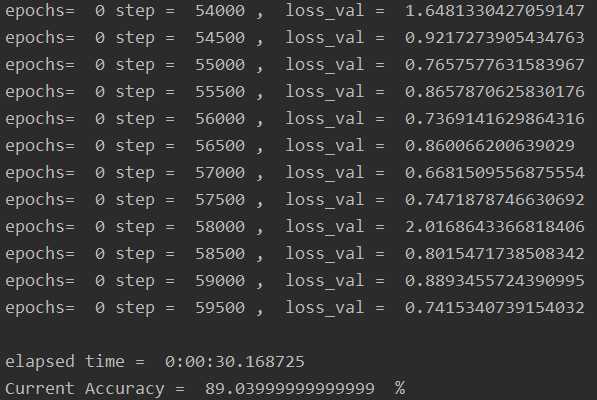 epochs=  0 step =  54000 ,  loss_val =  1.6481330427059147
epochs=  0 step =  54500 ,  loss_val =  0.9217273905434763
epochs=  0 step =  55000 ,  loss_val =  0.7657577631583967
epochs=  0 step =  55500 ,  loss_val =  0.8657870625830176
epochs=  0 step =  56000 ,  loss_val =  0.7369141629864316
epochs=  0 step =  56500 ,  loss_val =  0.860066200639029
epochs=  0 step =  57000 ,  loss_val =  0.6681509556875554
epochs=  0 step =  57500 ,  loss_val =  0.7471878746630692
epochs=  0 step =  58000 ,  loss_val =  2.0168643366818406
epochs=  0 step =  58500 ,  loss_val =  0.8015471738508342
epochs=  0 step =  59000 ,  loss_val =  0.8893455724390995
epochs=  0 step =  59500 ,  loss_val =  0.7415340739154032
elapsed time =  0:00:30.168725
Current Accuracy =  89.03999999999999  %